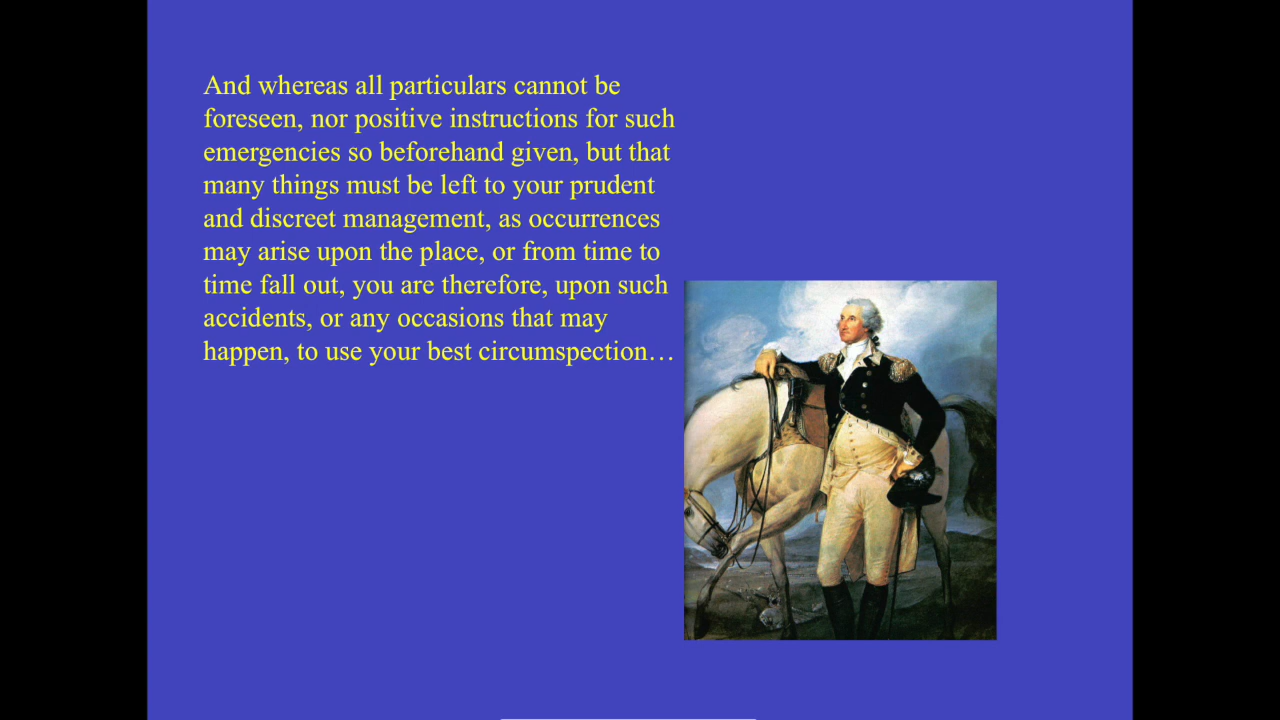 And whereas all particulars cannot be
foreseen, nor positive instructions for such
emergencies so beforehand given, but that
many things must be left to your prudent
and discreet management, as occurrences
may arise upon the place, or from time to
time fall out, you are therefore, upon such
accidents, or any occasions that may
happen, to use your best circumspection…